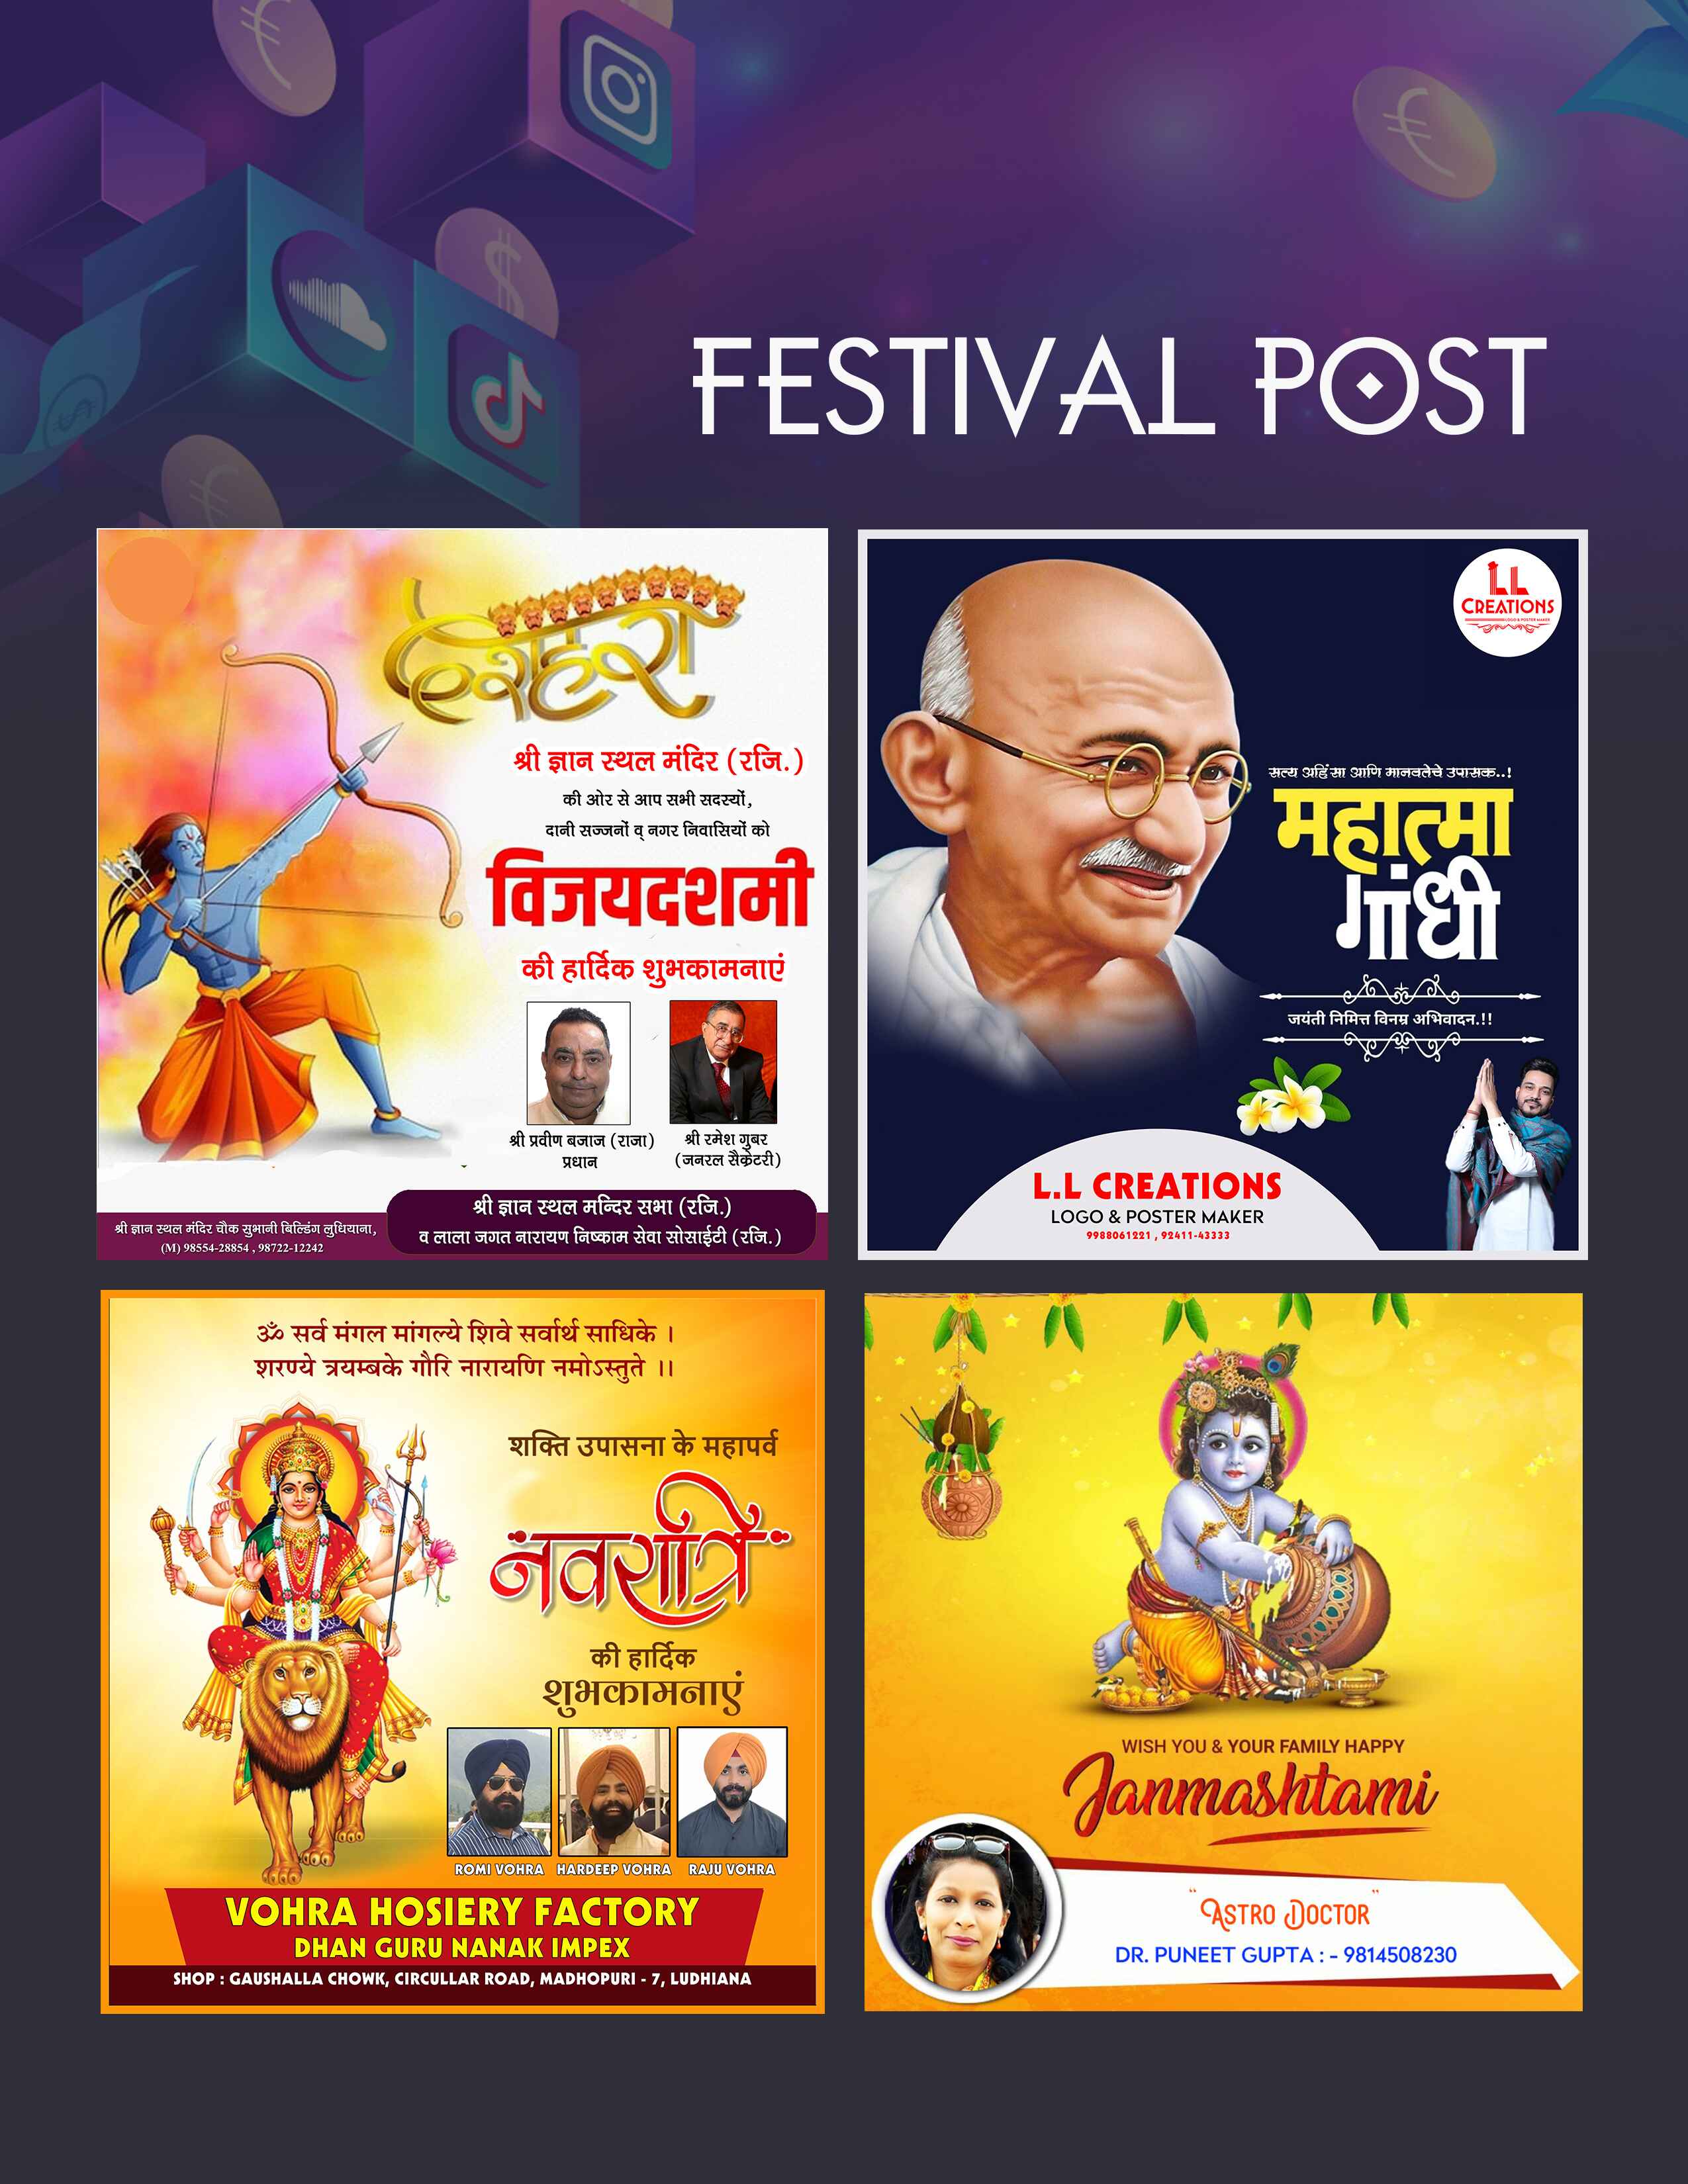 FESTIVAL POST
दशहरा
श्री ज्ञान स्थल मंदिर (रजि.)
की ओर से आप सभी सदस्यों,
दानी सज्जनों व् नगर निवासियों को
विजयदशमी
की हार्दिक शुभकामनाएं
श्री प्रवीण बजाज (राजा)
प्रधान
श्री रमेश गुबर
(जनरल सैक्रेटरी)
श्री ज्ञान स्थल मन्दिर सभा (रजि.)
व लाला जगत नारायण निष्काम सेवा सोसाईटी (रजि.)
श्री ज्ञान स्थल मंदिर चौक सुभानी बिल्डिंग लुधियाना,
(M) 98554-28854 , 98722-12242
LL
CREATIONS
LOGO & POSTER MAKER
सत्य अहिंसा आणि मानवतेचे उपासक..!
महात्मा
गांधी
जयंती निमित्त विनम्र अभिवादन.!!
L.L CREATIONS
LOGO & POSTER MAKER
9988061221 , 92411-43333
ॐ सर्व मंगल मांगल्ये शिवे सर्वार्थ साधिके ।
शरण्ये त्रयम्बके गौरि नारायणि नमोऽस्तुते ।।
शक्ति उपासना के महापर्व
नवरात्रि
की हार्दिक
शुभकामनाएं
ROMI VOHRA HARDEEP VOHRA RAJU VOHRA
VOHRA HOSIERY FACTORY
DHAN GURU NANAK IMPEX
SHOP : GAUSHALLA CHOWK, CIRCULLAR ROAD, MADHOPURI - 7, LUDHIANA
WISH YOU & YOUR FAMILY HAPPY
Janmashtami
"ASTRO DOCTOR"
DR. PUNEET GUPTA : - 9814508230